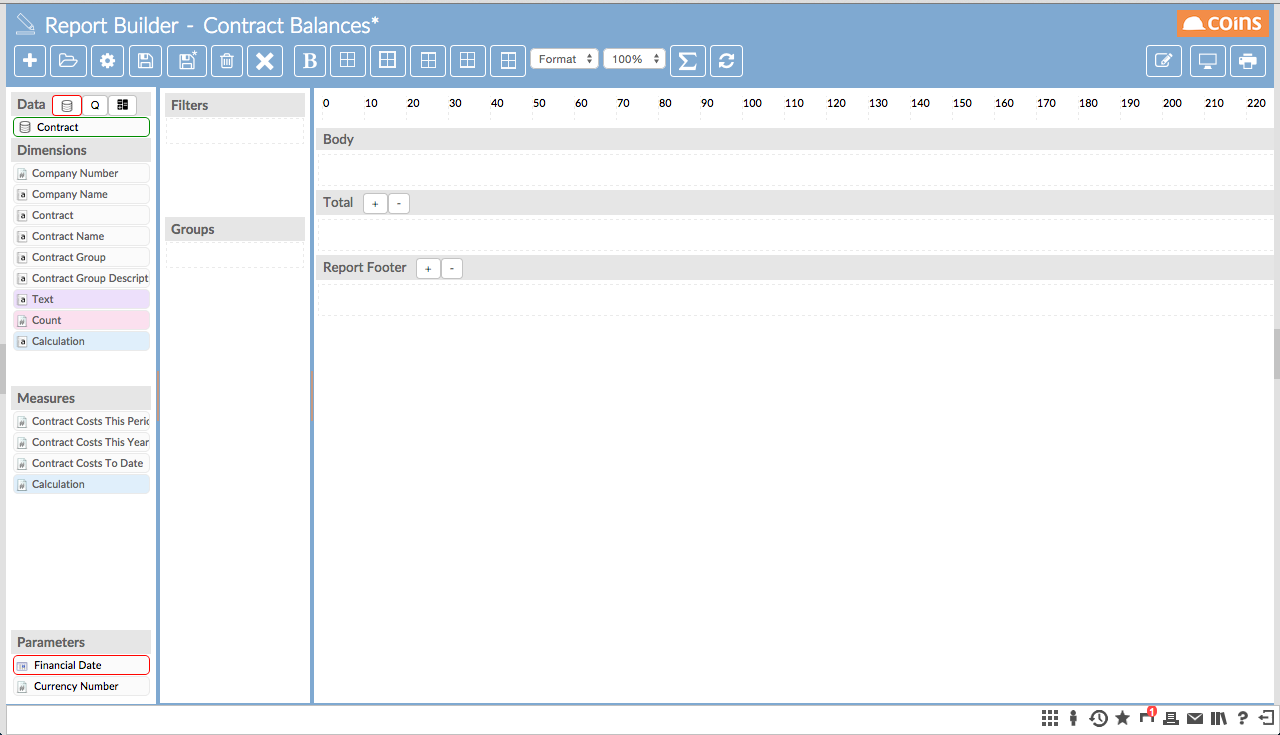 Report Builder - Contract Balances*
coins
B
Format
100%
Σ
Data
Q
Contract
Dimensions
# Company Number
a Company Name
a Contract
a Contract Name
a Contract Group
a Contract Group Descript
a Text
# Count
a Calculation
Measures
# Contract Costs This Peri
# Contract Costs This Year
# Contract Costs To Date
# Calculation
Parameters
Financial Date
# Currency Number
Filters
Groups
0 10 20 30 40 50 60 70 80 90 100 110 120 130 140 150 160 170 180 190 200 210 220
Body
Total + -
Report Footer + -
1
?